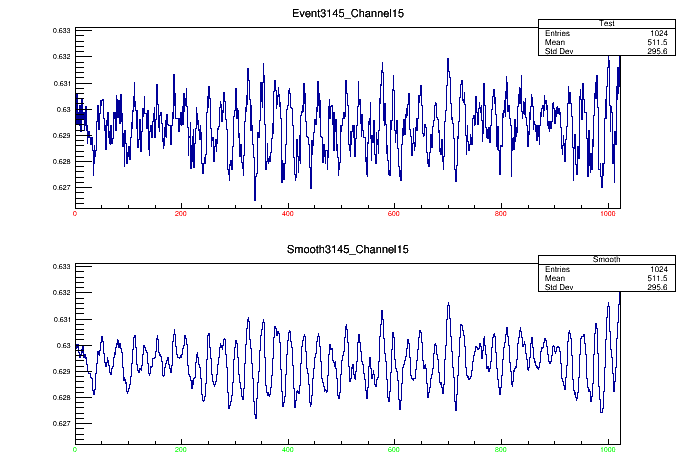 Event3145_Channel15
Test
Entries 1024
Mean 511.5
Std Dev 295.6
0.633
0.632
0.631
0.63
0.629
0.628
0.627
0 200 400 600 800 1000
Smooth3145_Channel15
Smooth
Entries 1024
Mean 511.5
Std Dev 295.6
0.633
0.632
0.631
0.63
0.629
0.628
0.627
0 200 400 600 800 1000